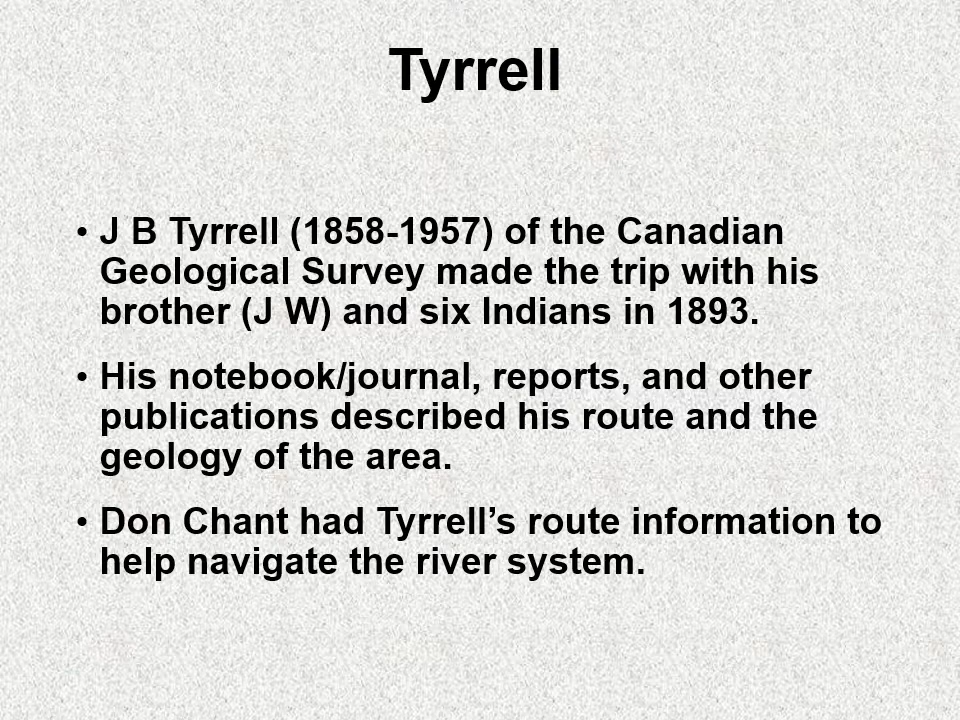 Tyrrell
• J B Tyrrell (1858-1957) of the Canadian
Geological Survey made the trip with his
brother (J W) and six Indians in 1893.
• His notebook/journal, reports, and other
publications described his route and the
geology of the area.
• Don Chant had Tyrrell’s route information to
help navigate the river system.